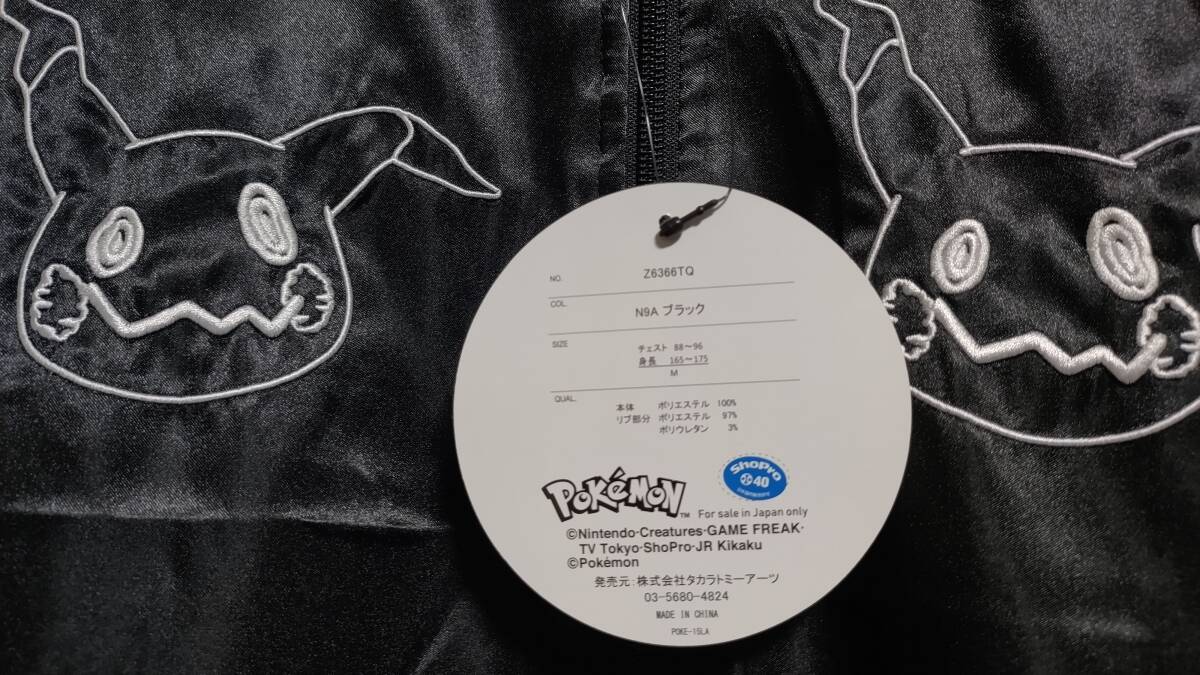 NO. Z6366TQ
COL. N9A ブラック
SIZE チェスト 88〜96
身長 165〜175
M
QUAL. 本体 ポリエステル 100%
リブ部分 ポリエステル 97%
ポリウレタン 3%
POKéMON™ For sale in Japan only
ShoPro
40
©Nintendo·Creatures·GAME FREAK·
TV Tokyo·ShoPro·JR Kikaku
©Pokémon
発売元:株式会社タカラトミーアーツ
03-5680-4824
MADE IN CHINA
POKE-15LA